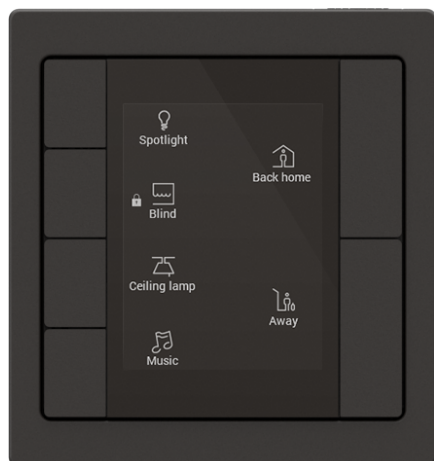 Spotlight
Back home
Blind
Ceiling lamp
Away
Music